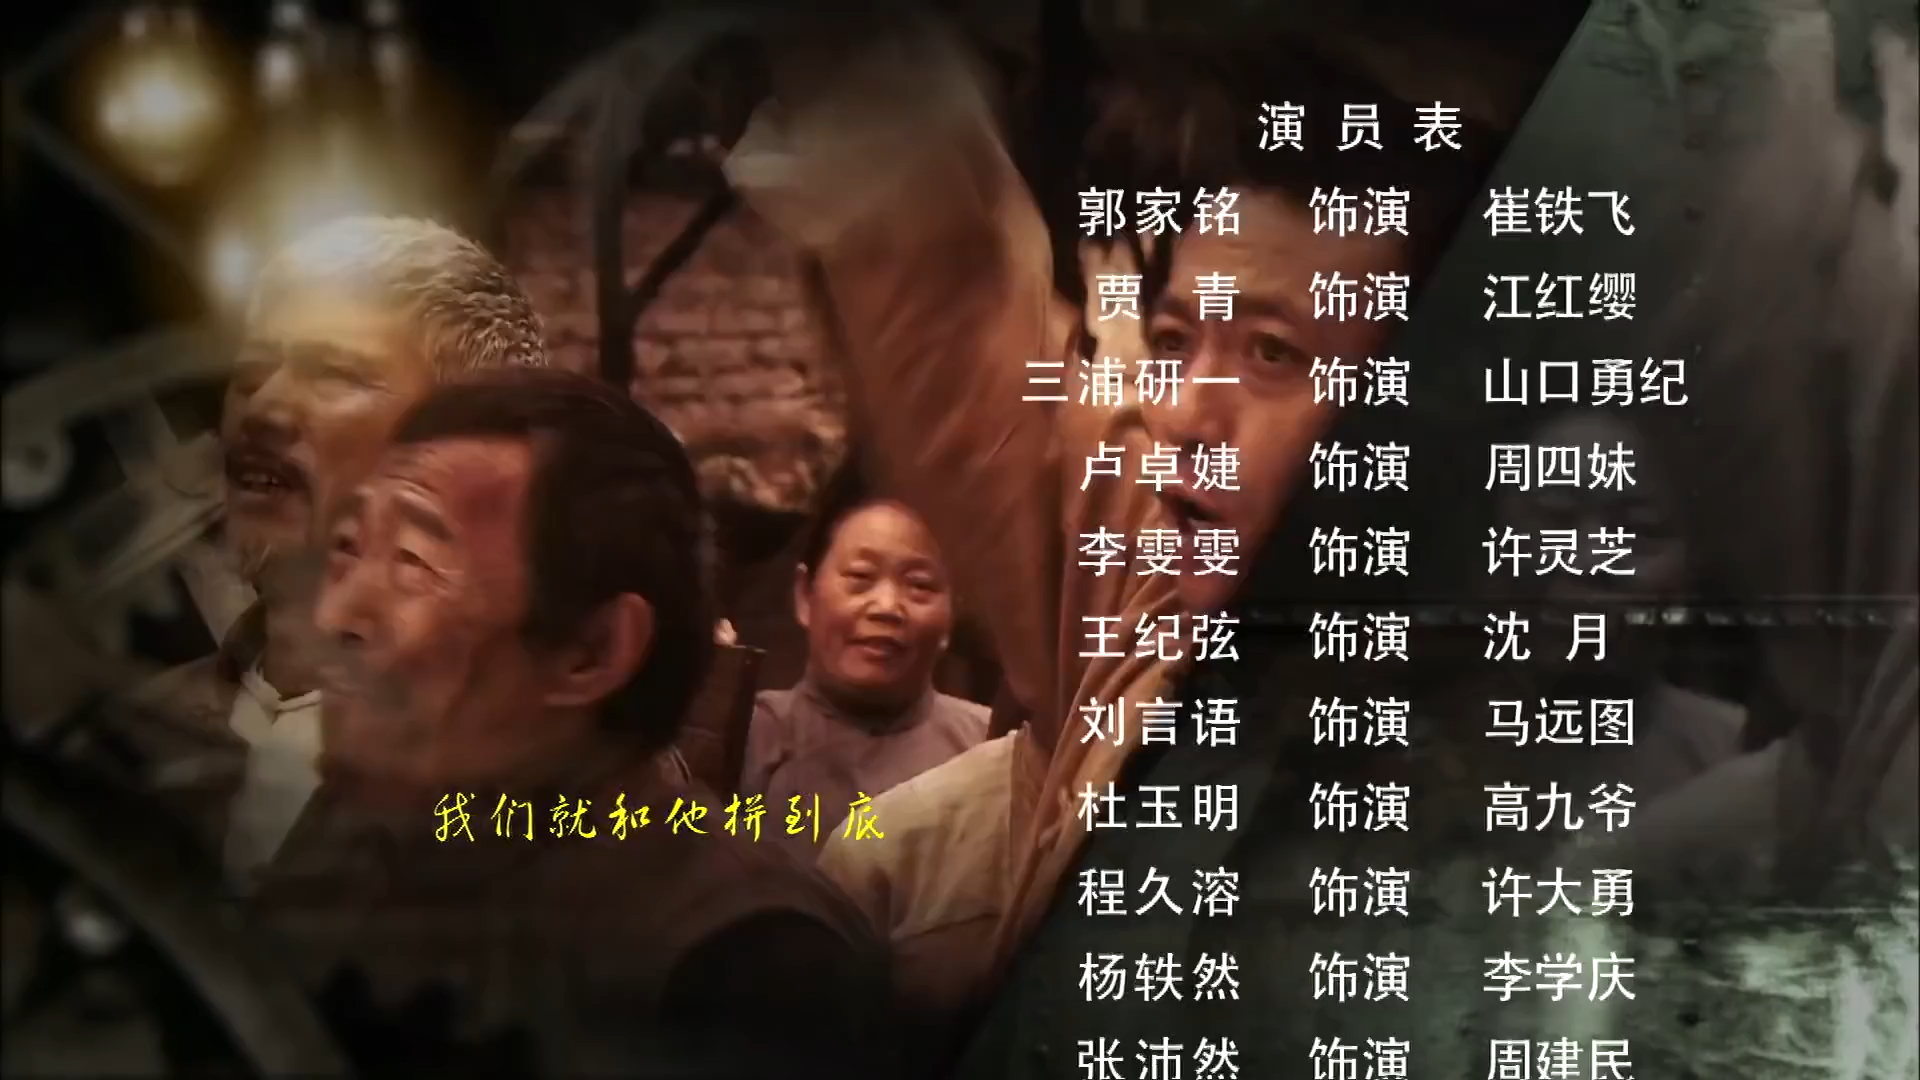 演员表
郭家铭 饰演 崔铁飞
贾青 饰演 江红缨
三浦研一 饰演 山口勇纪
卢卓婕 饰演 周四妹
李雯雯 饰演 许灵芝
王纪弦 饰演 沈月
刘言语 饰演 马远图
杜玉明 饰演 高九爷
我们就和他拼到底
程久溶 饰演 许大勇
杨轶然 饰演 李学庆
张沛然 饰演 周建民